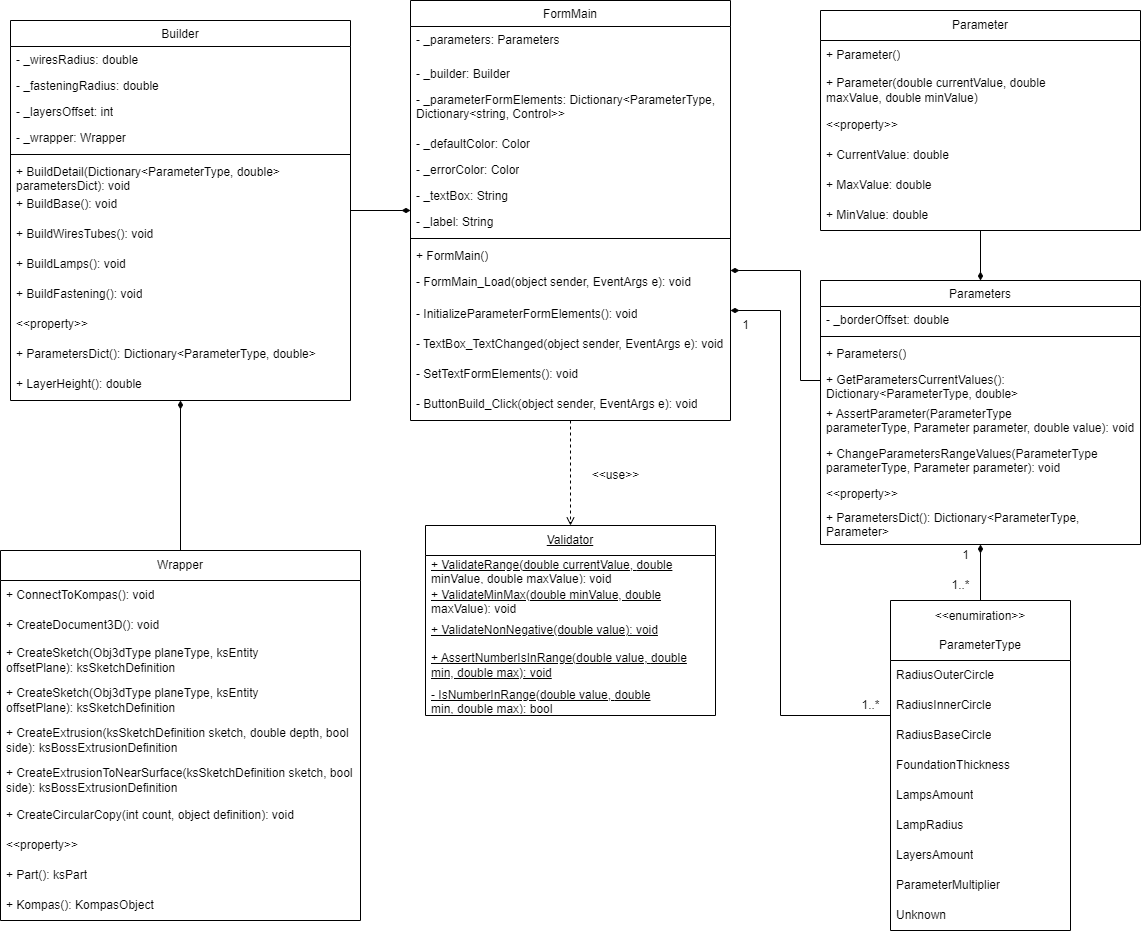 Builder
- _wiresRadius: double
- _fasteningRadius: double
- _layersOffset: int
- _wrapper: Wrapper
+ BuildDetail(Dictionary<ParameterType, double>
parametersDict): void
+ BuildBase(): void
+ BuildWiresTubes(): void
+ BuildLamps(): void
+ BuildFastening(): void
<<property>>
+ ParametersDict(): Dictionary<ParameterType, double>
+ LayerHeight(): double
FormMain
- _parameters: Parameters
- _builder: Builder
- _parameterFormElements: Dictionary<ParameterType,
Dictionary<string, Control>>
- _defaultColor: Color
- _errorColor: Color
- _textBox: String
- _label: String
+ FormMain()
- FormMain_Load(object sender, EventArgs e): void
- InitializeParameterFormElements(): void
- TextBox_TextChanged(object sender, EventArgs e): void
- SetTextFormElements(): void
- ButtonBuild_Click(object sender, EventArgs e): void
Parameter
+ Parameter()
+ Parameter(double currentValue, double
maxValue, double minValue)
<<property>>
+ CurrentValue: double
+ MaxValue: double
+ MinValue: double
Parameters
- _borderOffset: double
+ Parameters()
+ GetParametersCurrentValues():
Dictionary<ParameterType, double>
+ AssertParameter(ParameterType
parameterType, Parameter parameter, double value): void
+ ChangeParametersRangeValues(ParameterType
parameterType, Parameter parameter): void
<<property>>
+ ParametersDict(): Dictionary<ParameterType,
Parameter>
1
<<use>>
1
1..*
1..*
Wrapper
+ ConnectToKompas(): void
+ CreateDocument3D(): void
+ CreateSketch(Obj3dType planeType, ksEntity
offsetPlane): ksSketchDefinition
+ CreateSketch(Obj3dType planeType, ksEntity
offsetPlane): ksSketchDefinition
+ CreateExtrusion(ksSketchDefinition sketch, double depth, bool
side): ksBossExtrusionDefinition
+ CreateExtrusionToNearSurface(ksSketchDefinition sketch, bool
side): ksBossExtrusionDefinition
+ CreateCircularCopy(int count, object definition): void
<<property>>
+ Part(): ksPart
+ Kompas(): KompasObject
Validator
+ ValidateRange(double currentValue, double
minValue, double maxValue): void
+ ValidateMinMax(double minValue, double
maxValue): void
+ ValidateNonNegative(double value): void
+ AssertNumberIsInRange(double value, double
min, double max): void
- IsNumberInRange(double value, double
min, double max): bool
<<enumiration>>
ParameterType
RadiusOuterCircle
RadiusInnerCircle
RadiusBaseCircle
FoundationThickness
LampsAmount
LampRadius
LayersAmount
ParameterMultiplier
Unknown